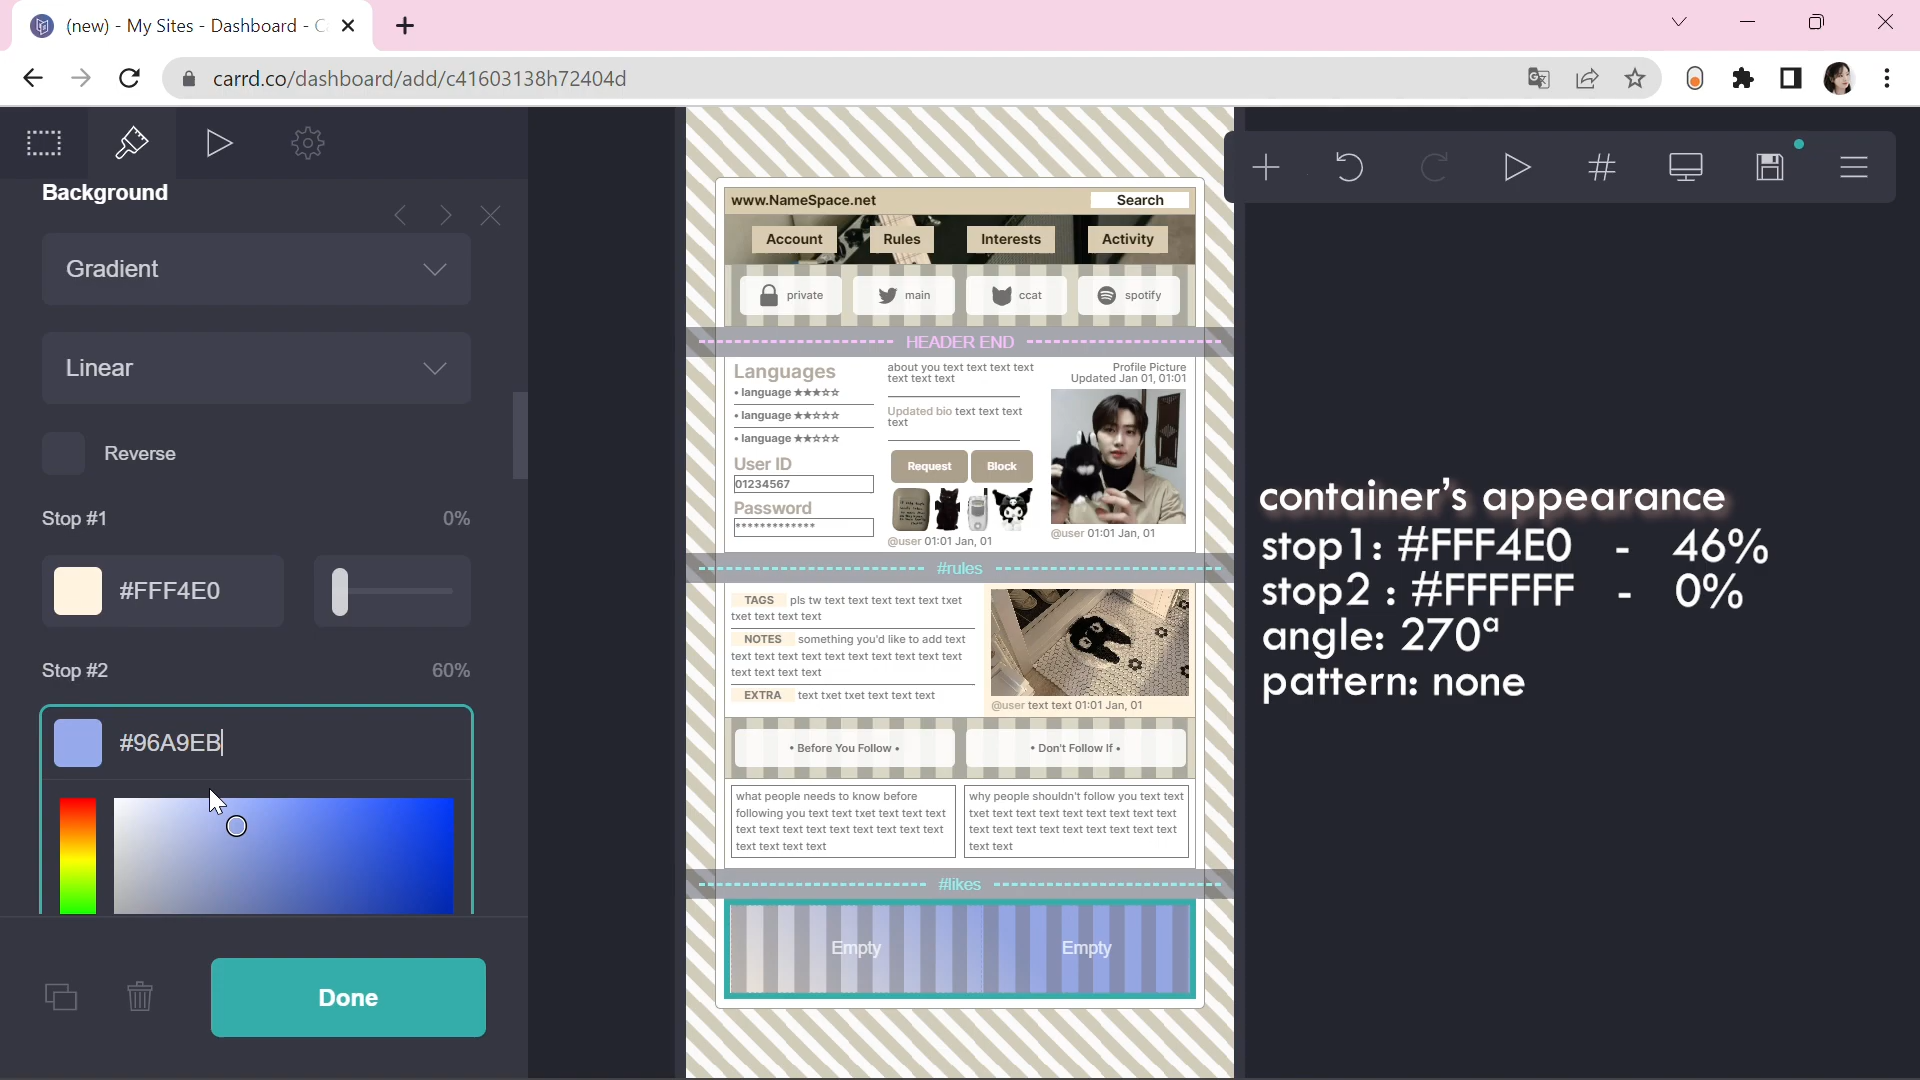 (new) - My Sites - Dashboard - C
carrd.co/dashboard/add/c41603138h72404d
Background
Gradient
Linear
Reverse
Stop #1
0%
#FFF4E0
Stop #2
60%
#96A9EB
Done
www.NameSpace.net
Search
Account
Rules
Interests
Activity
private
main
ccat
spotify
HEADER END
Languages
• language ★★★☆☆
• language ★★☆☆☆
• language ★★☆☆☆
User ID
01234567
Password
*************
about you text text text text
text text text
Updated bio text text text
text
Request
Block
@user 01:01 Jan, 01
Profile Picture
Updated Jan 01, 01:01
@user 01:01 Jan, 01
#rules
TAGS pls tw text text text text text txet
txet text text text
NOTES something you'd like to add text
text text text text text text text text text
text text text text
EXTRA text txet txet text text text
@user text text 01:01 Jan, 01
• Before You Follow •
• Don't Follow If •
what people needs to know before
following you text text txet text text text
text text text text text text text text text
text text text text
why people shouldn't follow you text text
txet text text text text text text text text
text text text text text text text text text
text text
#likes
Empty
Empty
container's appearance
stop1: #FFF4E0 - 46%
stop2 : #FFFFFF - 0%
angle: 270ª
pattern: none